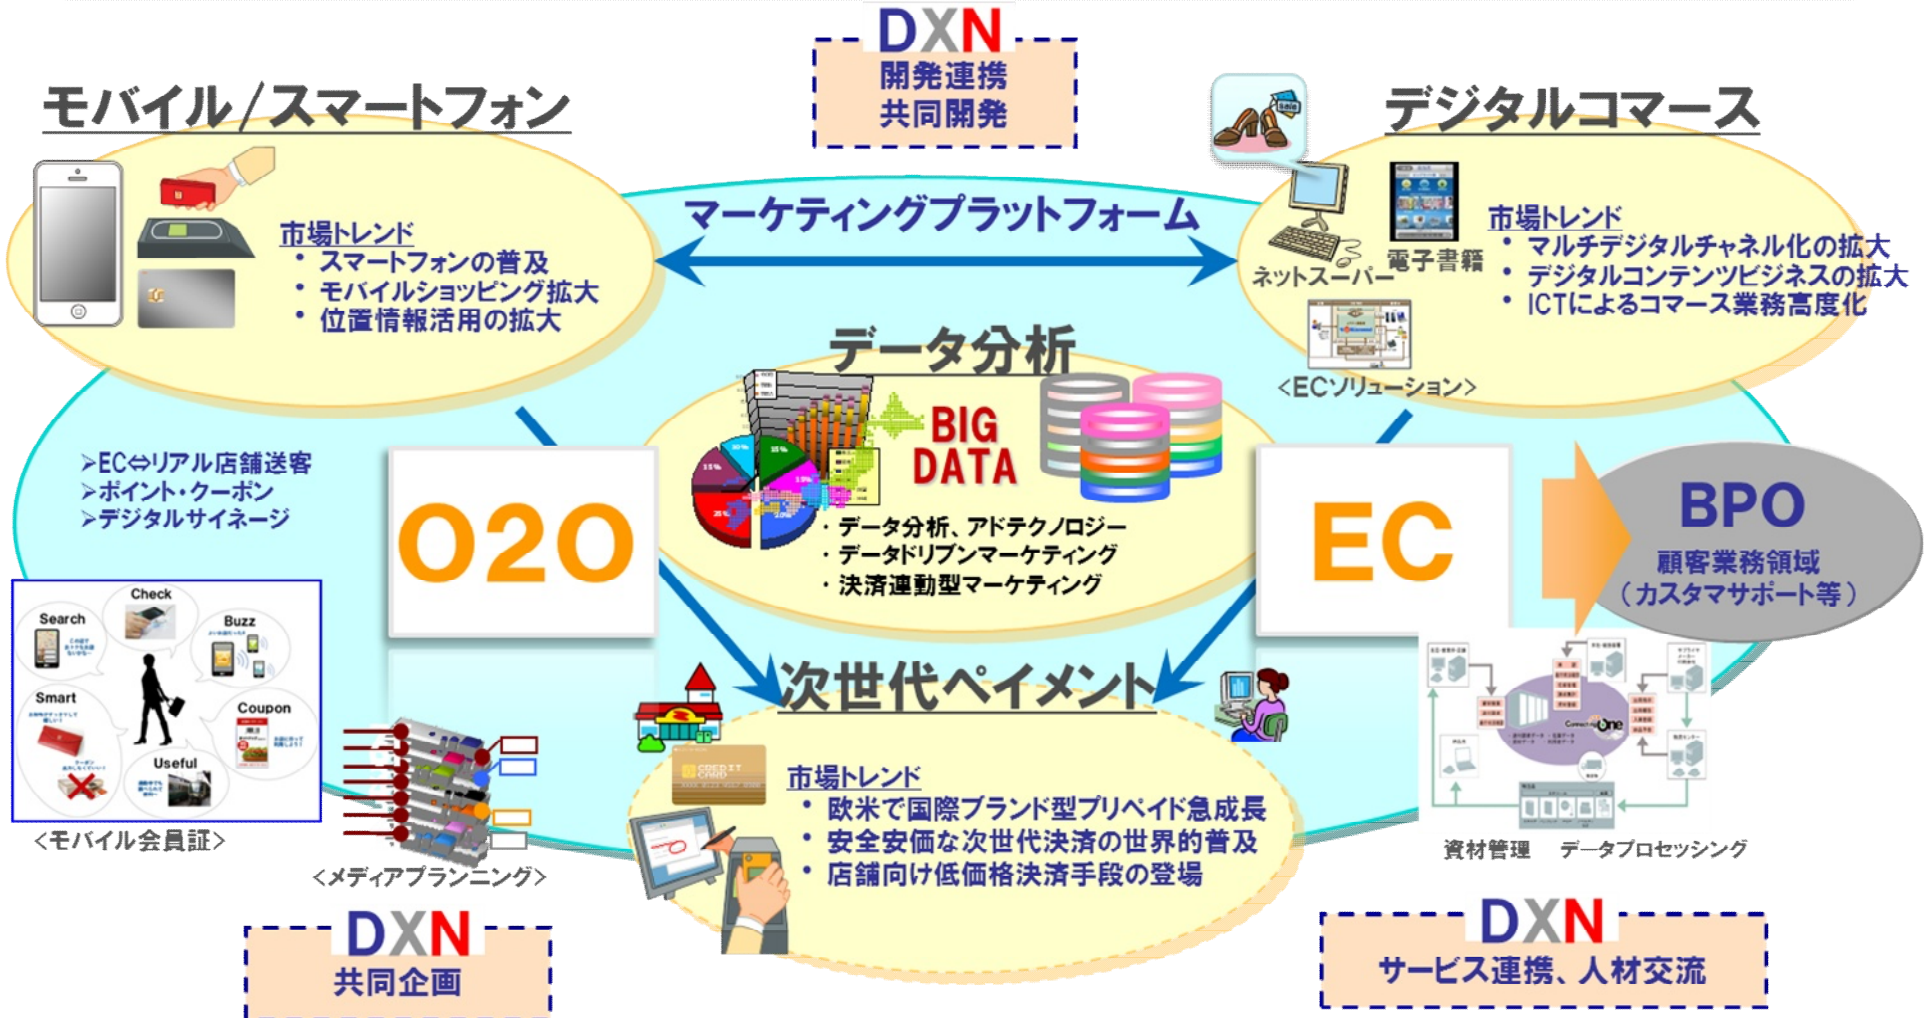 DXN
開発連携
共同開発
モバイル/スマートフォン
デジタルコマース
sale
マーケティングプラットフォーム
市場トレンド
・ スマートフォンの普及
・ モバイルショッピング拡大
・ 位置情報活用の拡大
ネットスーパー
電子書籍
市場トレンド
・ マルチデジタルチャネル化の拡大
・ デジタルコンテンツビジネスの拡大
・ ICTによるコマース業務高度化
<ECソリューション>
データ分析
BIG
DATA
・データ分析、アドテクノロジー
・データドリブンマーケティング
・決済連動型マーケティング
➢EC⇔リアル店舗送客
➢ポイント・クーポン
➢デジタルサイネージ
O2O
EC
BPO
顧客業務領域
（カスタマサポート等）
Check
Search
Buzz
Smart
Coupon
Useful
<モバイル会員証>
<メディアプランニング>
次世代ペイメント
CREDIT
CARD
市場トレンド
・ 欧米で国際ブランド型プリペイド急成長
・ 安全安価な次世代決済の世界的普及
・ 店舗向け低価格決済手段の登場
Connecting One
資材管理
データプロセッシング
DXN
共同企画
DXN
サービス連携、人材交流